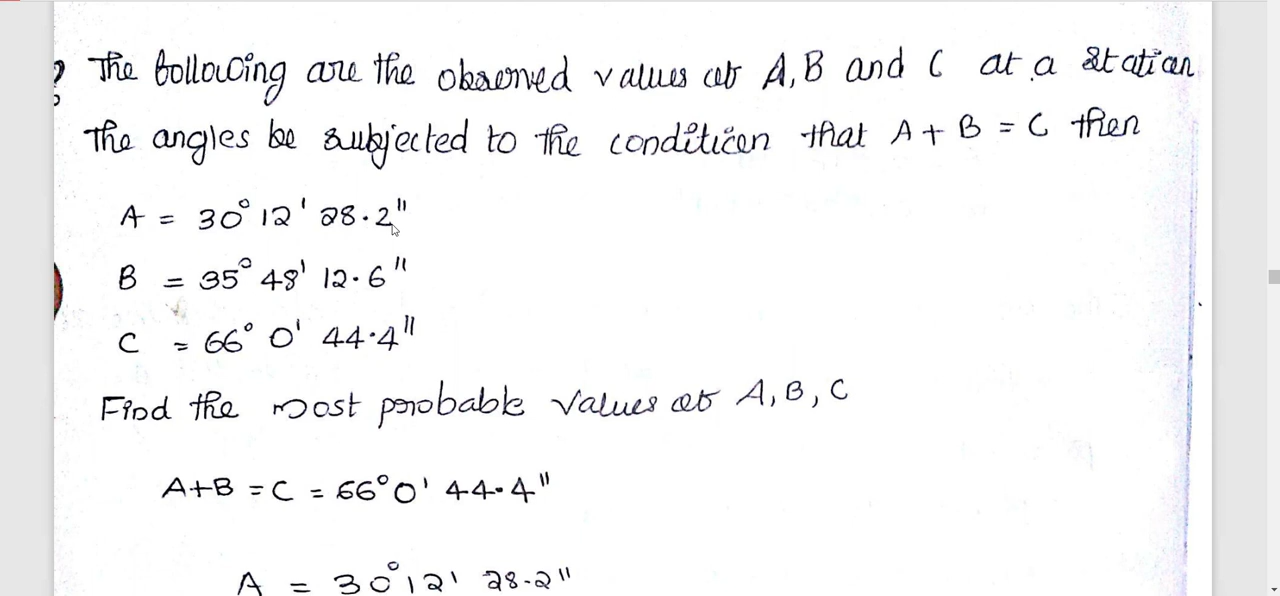 ? The following are the observed values of A, B and C at a station
The angles be subjected to the condition that A + B = C then
A = 30° 12' 28.2"
B = 35° 48' 12.6"
C = 66° 0' 44.4"
Find the most probable values of A, B, C
A+B = C = 66° 0' 44.4"
A = 30° 12' 28.2"